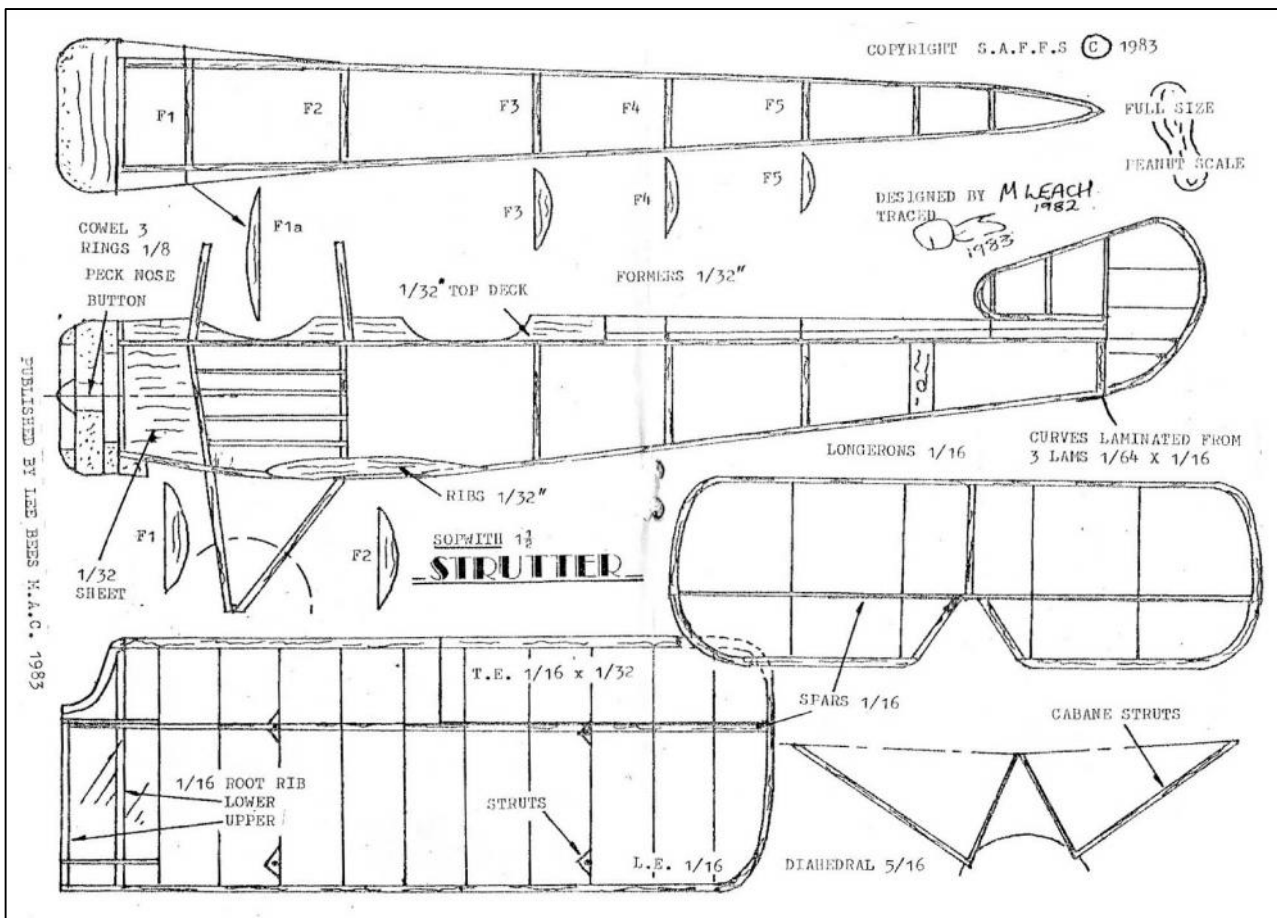 COPYRIGHT S.A.F.F.S © 1983
F1
F2
F3
F4
F5
FULL SIZE
PEANUT SCALE
F1a
F3
F4
F5
DESIGNED BY M LEACH
1982
TRACED
1983
COWEL 3
RINGS 1/8
PECK NOSE
BUTTON
1/32" TOP DECK
FORMERS 1/32"
PUBLISHED BY LEE BEES M.A.C. 1983
LONGERONS 1/16
CURVES LAMINATED FROM
3 LAMS 1/64 X 1/16
RIBS 1/32"
F1
F2
1/32
SHEET
SOPWITH 1½
STRUTTER
T.E. 1/16 x 1/32
SPARS 1/16
CABANE STRUTS
1/16 ROOT RIB
LOWER
UPPER
STRUTS
L.E. 1/16
DIAHEDRAL 5/16